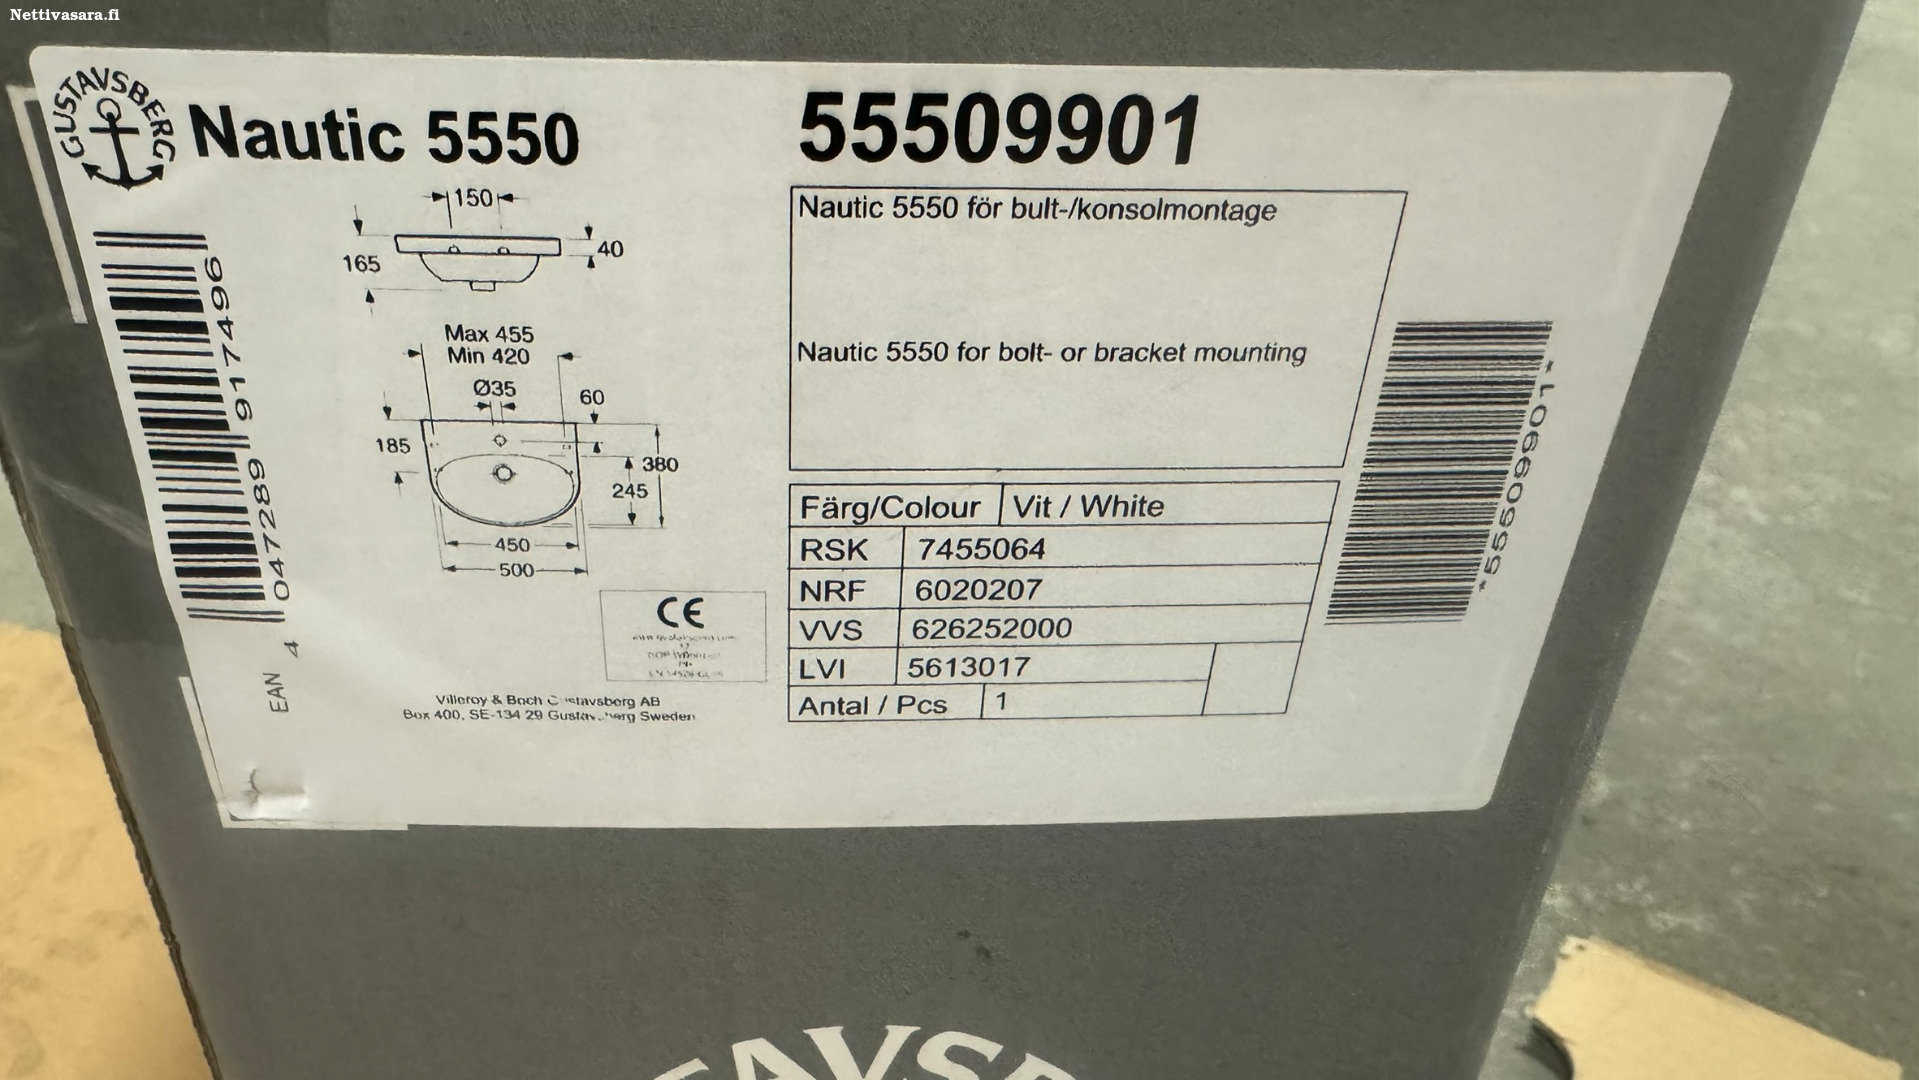 Nettivasara.fi
GUSTAVSBERG
Nautic 5550
55509901
150
40
165
Max 455
Min 420
Ø35
60
185
380
245
450
500
Nautic 5550 för bult-/konsolmontage
Nautic 5550 for bolt- or bracket mounting
Färg/Colour Vit / White
RSK 7455064
NRF 6020207
VVS 626252000
LVI 5613017
Antal / Pcs 1
CE
Villeroy & Boch Gustavsberg AB
Box 400, SE-134 29 Gustavsberg Sweden
EAN 4 047289 917496
*55509901*